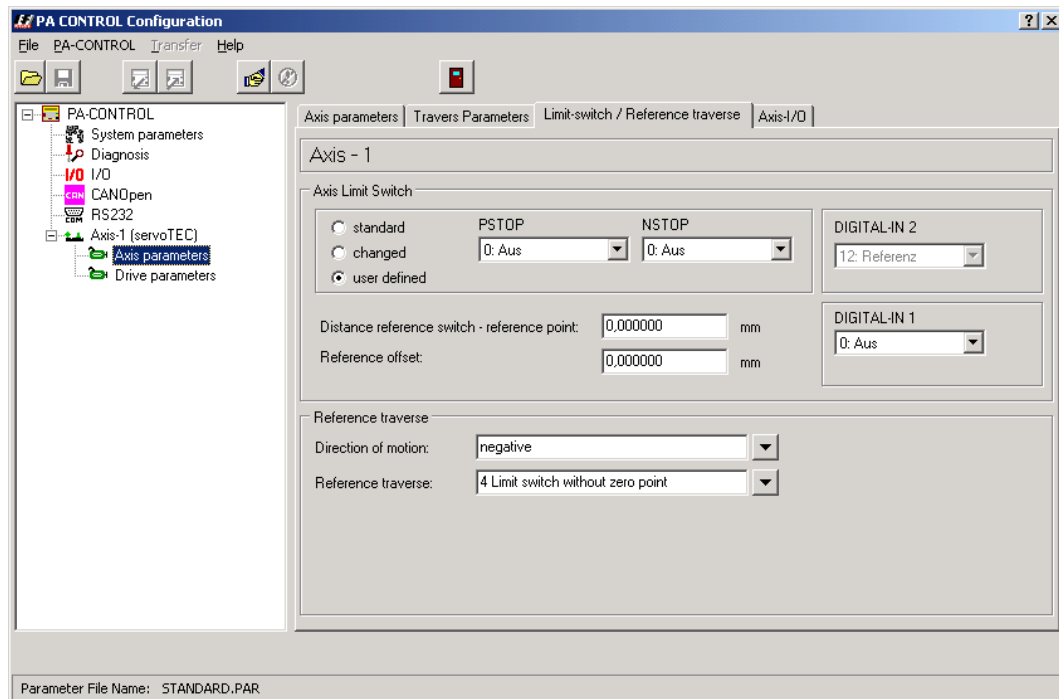 PA CONTROL Configuration
File PA-CONTROL Transfer Help
PA-CONTROL
System parameters
Diagnosis
I/O I/O
CAN CANOpen
COM RS232
Axis-1 (servoTEC)
Axis parameters
Drive parameters
Axis parameters Travers Parameters Limit-switch / Reference traverse Axis-I/O
Axis - 1
Axis Limit Switch
standard
changed
user defined
PSTOP
0: Aus
NSTOP
0: Aus
DIGITAL-IN 2
12: Referenz
Distance reference switch - reference point: 0,000000 mm
Reference offset: 0,000000 mm
DIGITAL-IN 1
0: Aus
Reference traverse
Direction of motion: negative
Reference traverse: 4 Limit switch without zero point
Parameter File Name: STANDARD.PAR